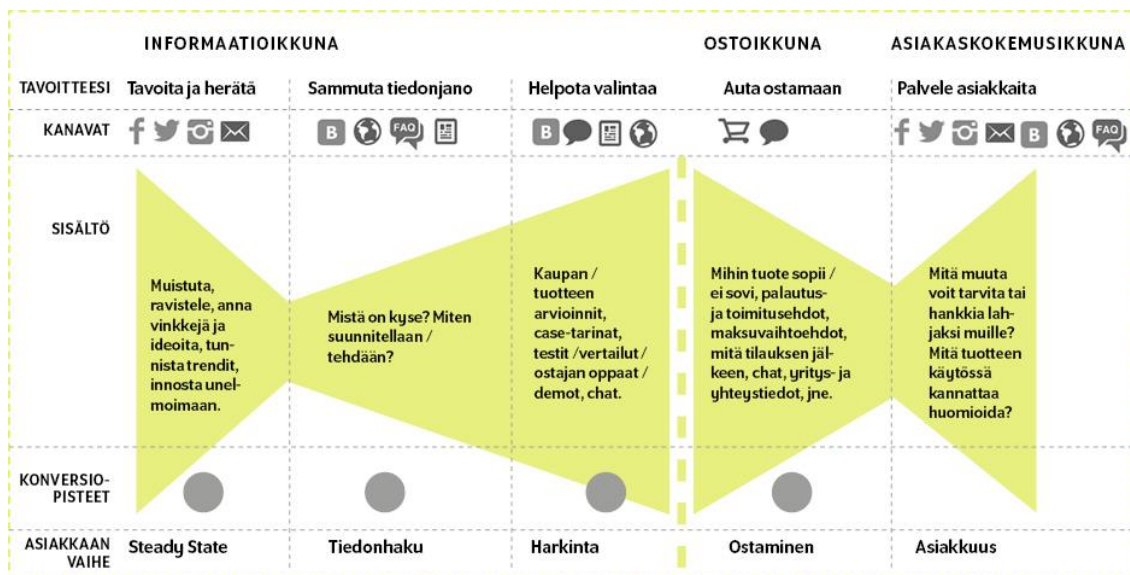 INFORMAATIOIKKUNA
OSTOIKKUNA
ASIAKASKOKEMUSIKKUNA
TAVOITTEESI
Tavoita ja herätä
Sammuta tiedonjano
Helpota valintaa
Auta ostamaan
Palvele asiakkaita
KANAVAT
B
FAQ
B
B
FAQ
SISÄLTÖ
Muistuta,
ravistele, anna
vinkkejä ja
ideoita, tun-
nista trendit,
innosta unel-
moimaan.
Mistä on kyse? Miten
suunnitellaan /
tehdään?
Kaupan /
tuotteen
arvioinnit,
case-tarinat,
testit /vertailut /
ostajan oppaat /
demot, chat.
Mihin tuote sopii /
ei sovi, palautus-
ja toimitusehdot,
maksuvaihtoehdot,
mitä tilauksen jäl-
keen, chat, yritys- ja
yhteystiedot, jne.
Mitä muuta
voit tarvita tai
hankkia lah-
jaksi muille?
Mitä tuotteen
käytössä
kannattaa
huomioida?
KONVERSIO-
PISTEET
ASIAKKAAN
VAIHE
Steady State
Tiedonhaku
Harkinta
Ostaminen
Asiakkuus